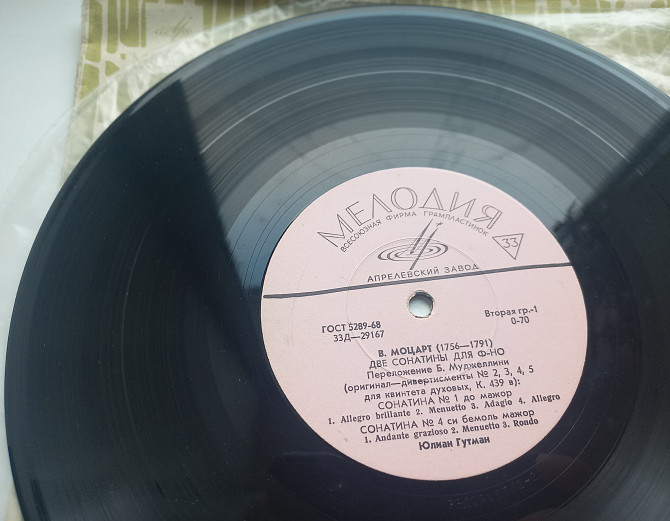 МЕЛОДИЯ
ВСЕСОЮЗНАЯ ФИРМА ГРАМПЛАСТИНОК
33
АПРЕЛЕВСКИЙ ЗАВОД
ГОСТ 5289-68
33Д—29167
Вторая гр-1
0-70
В. МОЦАРТ (1756—1791)
ДВЕ СОНАТИНЫ ДЛЯ Ф-НО
Переложение Б. Муджеллини
(оригинал—дивертисменты № 2, 3, 4, 5
для квинтета духовых, К. 439 в):
СОНАТИНА № 1 до мажор
1. Allegro brillante 2. Menuetto 3. Adagio 4. Allegro
СОНАТИНА № 4 си бемоль мажор
1. Andante grazioso 2. Menuetto 3. Rondo
Юлиан Гутман